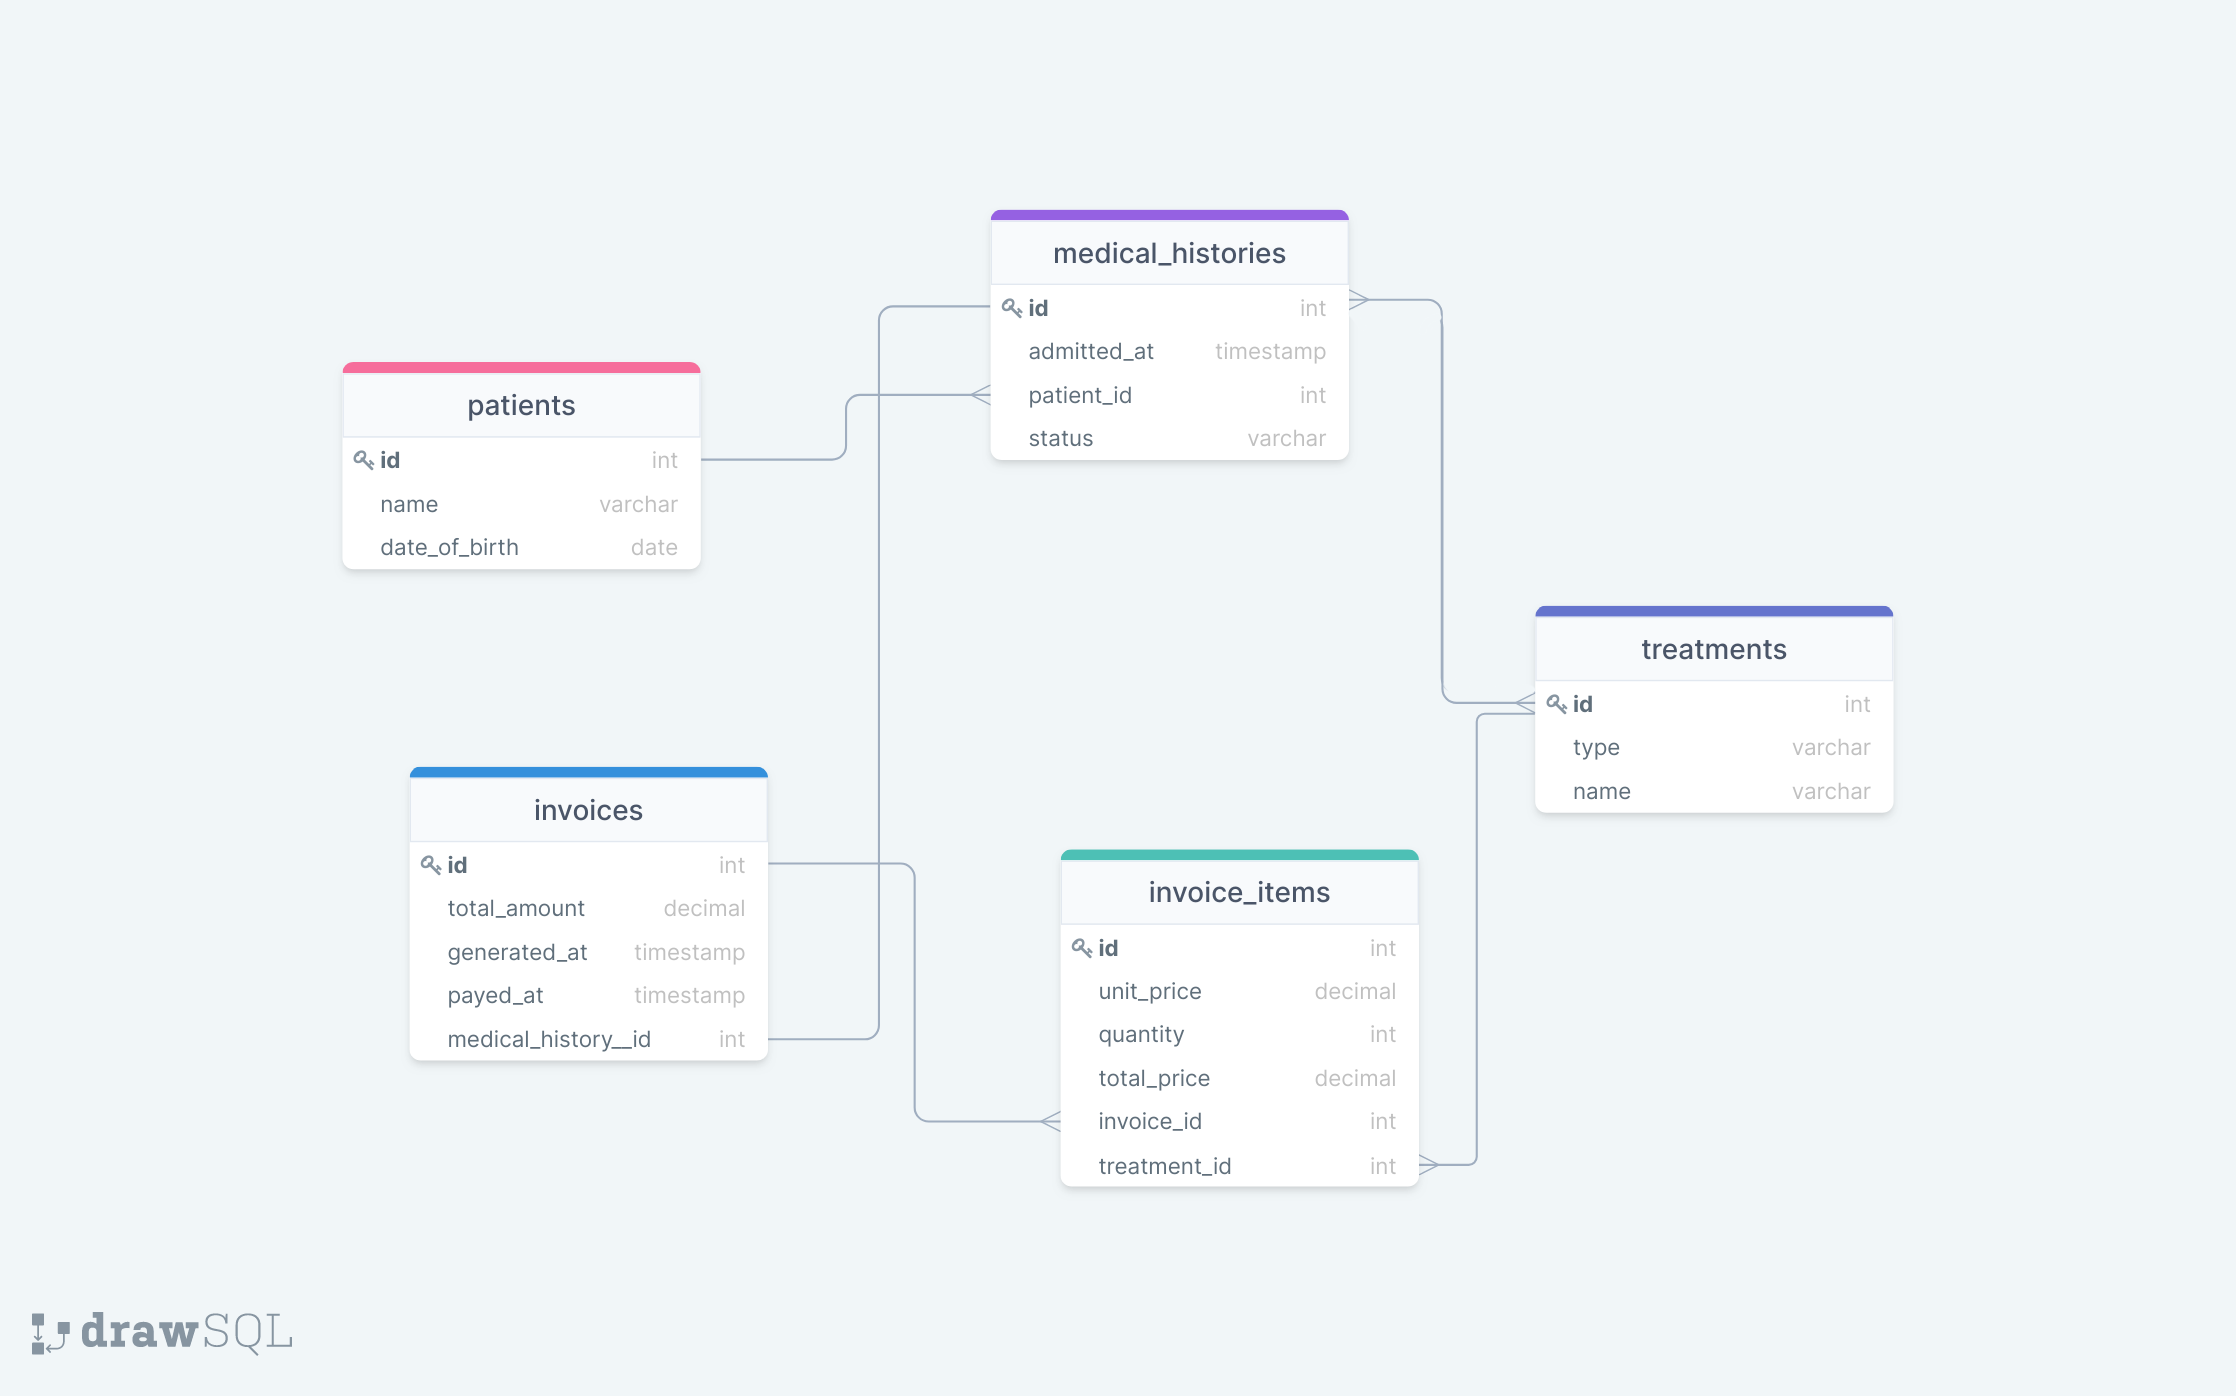 medical_histories
id int
admitted_at timestamp
patient_id int
status varchar
patients
id int
name varchar
date_of_birth date
treatments
id int
type varchar
name varchar
invoices
id int
total_amount decimal
generated_at timestamp
payed_at timestamp
medical_history__id int
invoice_items
id int
unit_price decimal
quantity int
total_price decimal
invoice_id int
treatment_id int
drawSQL